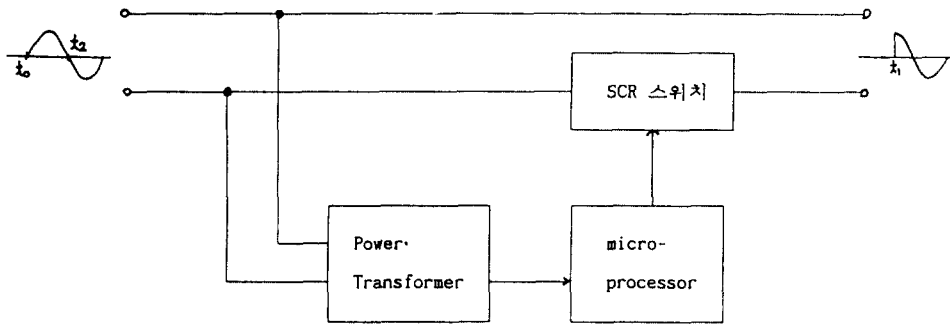 t₂
t₀
t₁
SCR 스위치
Power
Transformer
micro-
processor